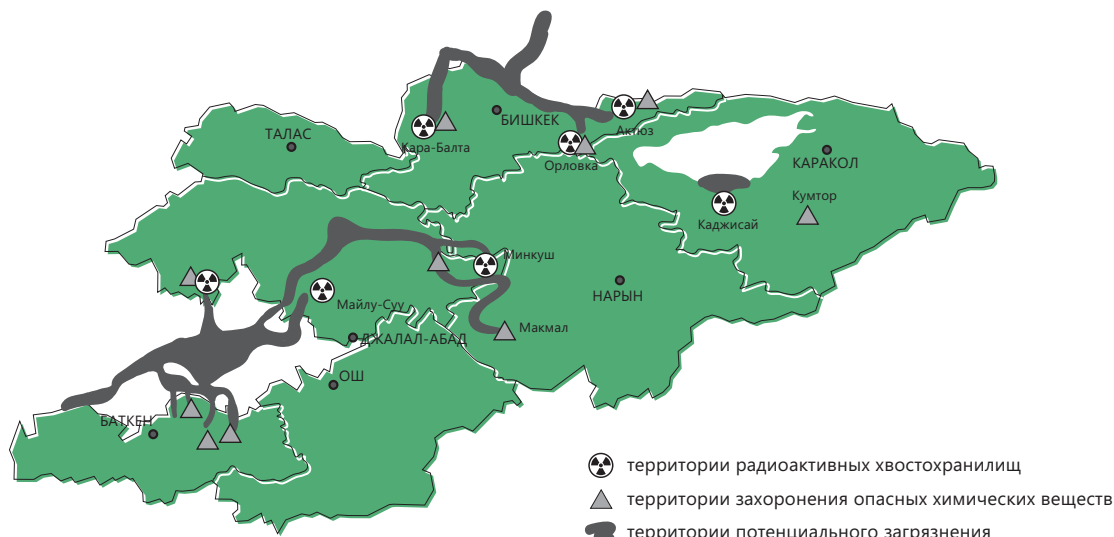 БИШКЕК
ТАЛАС
Кара-Балта
Актюз
Орловка
КАРАКОЛ
Кумтор
Каджисай
Минкуш
НАРЫН
Майлу-Суу
Макмал
ДЖАЛАЛ-АБАД
ОШ
БАТКЕН
территории радиоактивных хвостохранилищ
территории захоронения опасных химических веществ
территории потенциального загрязнения